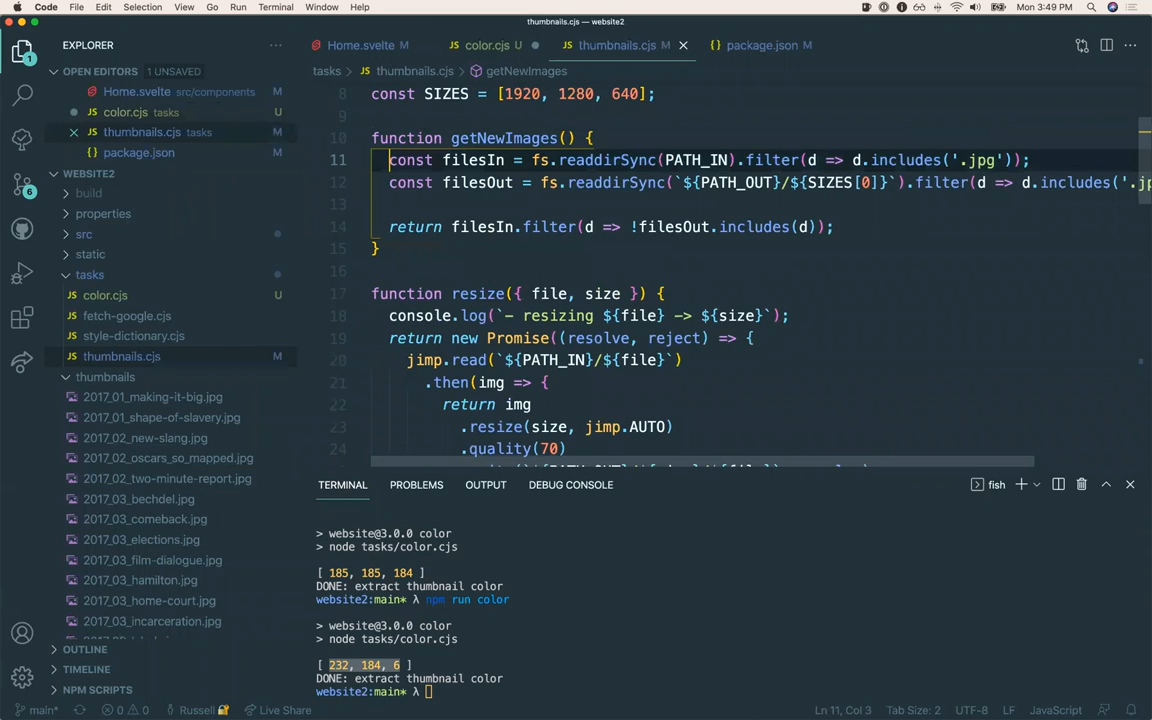 Code File Edit Selection View Go Run Terminal Window Help Mon 3:49 PM
thumbnails.cjs — website2
EXPLORER
OPEN EDITORS 1 UNSAVED
Home.svelte src/components M
color.cjs tasks U
thumbnails.cjs tasks M
package.json M
WEBSITE2
build
properties
src
static
tasks
color.cjs U
fetch-google.cjs
style-dictionary.cjs
thumbnails.cjs M
thumbnails
2017_01_making-it-big.jpg
2017_01_shape-of-slavery.jpg
2017_02_new-slang.jpg
2017_02_oscars_so_mapped.jpg
2017_02_two-minute-report.jpg
2017_03_bechdel.jpg
2017_03_comeback.jpg
2017_03_elections.jpg
2017_03_film-dialogue.jpg
2017_03_hamilton.jpg
2017_03_home-court.jpg
2017_03_incarceration.jpg
OUTLINE
TIMELINE
NPM SCRIPTS
1
6
Home.svelte M JS color.cjs U JS thumbnails.cjs M {} package.json M
tasks > JS thumbnails.cjs > getNewImages
8 const SIZES = [1920, 1280, 640];
9
10 function getNewImages() {
11 const filesIn = fs.readdirSync(PATH_IN).filter(d => d.includes('.jpg'));
12 const filesOut = fs.readdirSync(`${PATH_OUT}/${SIZES[0]}`).filter(d => d.includes('.jp
13
14 return filesIn.filter(d => !filesOut.includes(d));
15 }
16
17 function resize({ file, size }) {
18 console.log(`- resizing ${file} -> ${size}`);
19 return new Promise((resolve, reject) => {
20 jimp.read(`${PATH_IN}/${file}`)
21 .then(img => {
22 return img
23 .resize(size, jimp.AUTO)
24 .quality(70)
TERMINAL PROBLEMS OUTPUT DEBUG CONSOLE fish
> website@3.0.0 color
> node tasks/color.cjs
[ 185, 185, 184 ]
DONE: extract thumbnail color
website2:main* λ npm run color
> website@3.0.0 color
> node tasks/color.cjs
[ 232, 184, 6 ]
DONE: extract thumbnail color
website2:main* λ
main* 0 0 Russell Live Share Ln 11, Col 3 Tab Size: 2 UTF-8 LF JavaScript